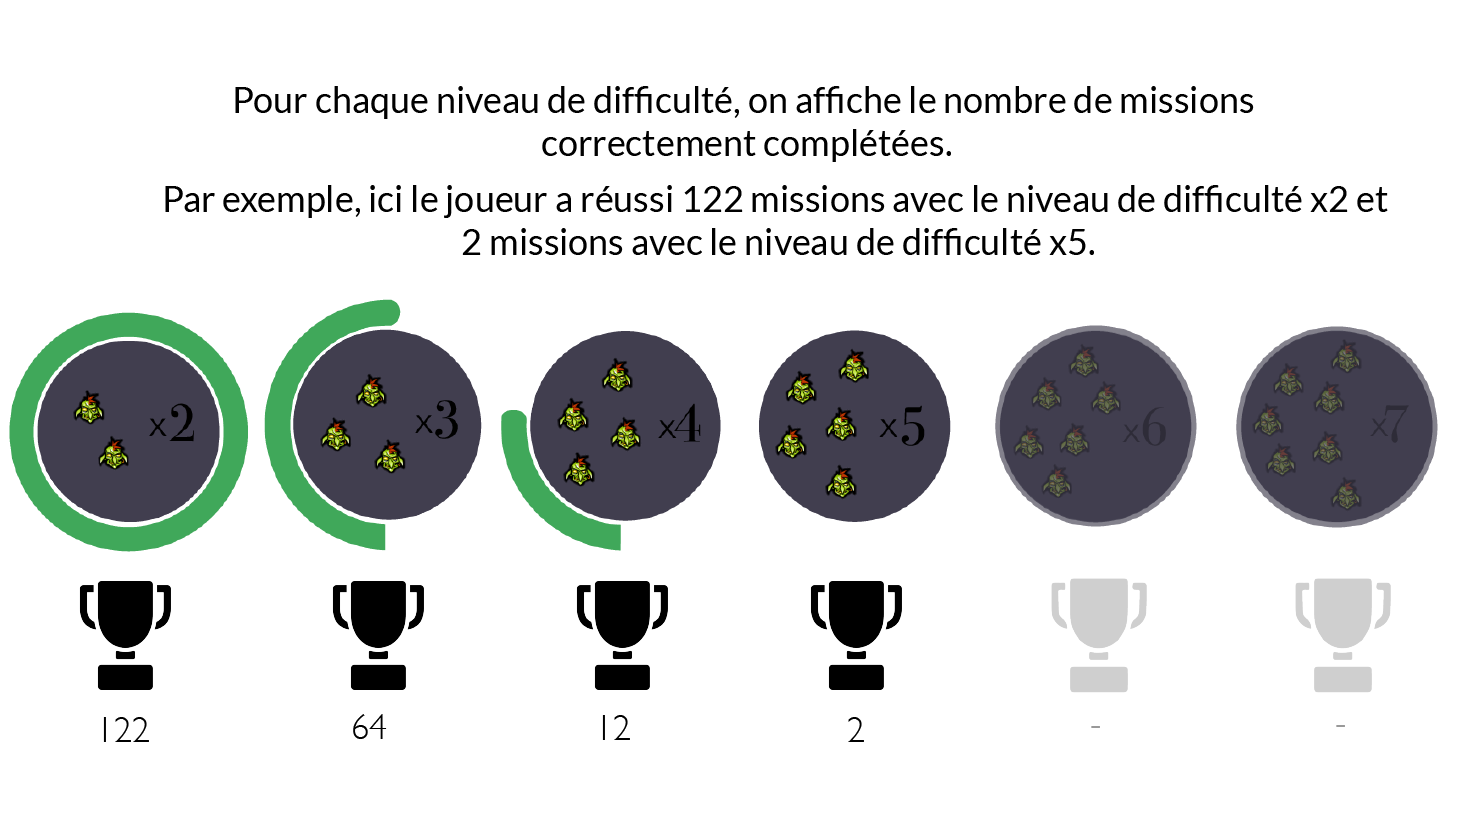 Pour chaque niveau de difficulté, on affiche le nombre de missions
correctement complétées.
Par exemple, ici le joueur a réussi 122 missions avec le niveau de difficulté x2 et
2 missions avec le niveau de difficulté x5.
x2 x3 x4 x5 x6 x7
122 64 12 2 - -